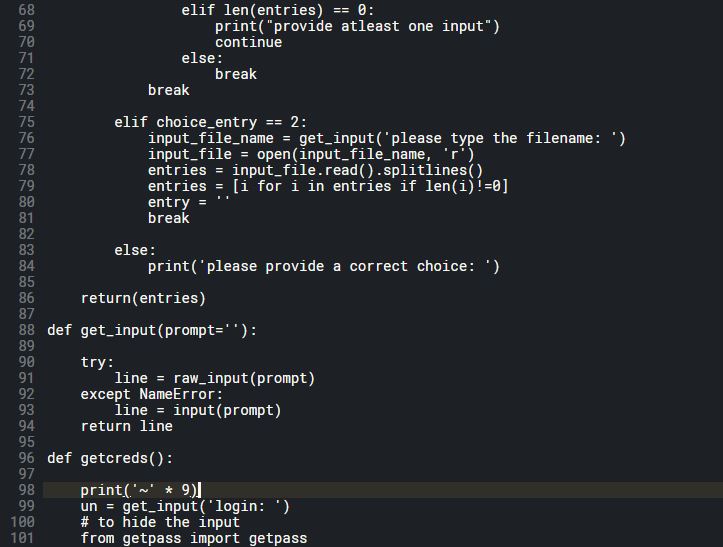 68 elif len(entries) == 0:
69 print("provide atleast one input")
70 continue
71 else:
72 break
73 break
74
75 elif choice_entry == 2:
76 input_file_name = get_input('please type the filename: ')
77 input_file = open(input_file_name, 'r')
78 entries = input_file.read().splitlines()
79 entries = [i for i in entries if len(i)!=0]
80 entry = ''
81 break
82
83 else:
84 print('please provide a correct choice: ')
85
86 return(entries)
87
88 def get_input(prompt=''):
89
90 try:
91 line = raw_input(prompt)
92 except NameError:
93 line = input(prompt)
94 return line
95
96 def getcreds():
97
98 print('~' * 9)
99 un = get_input('login: ')
100 # to hide the input
101 from getpass import getpass